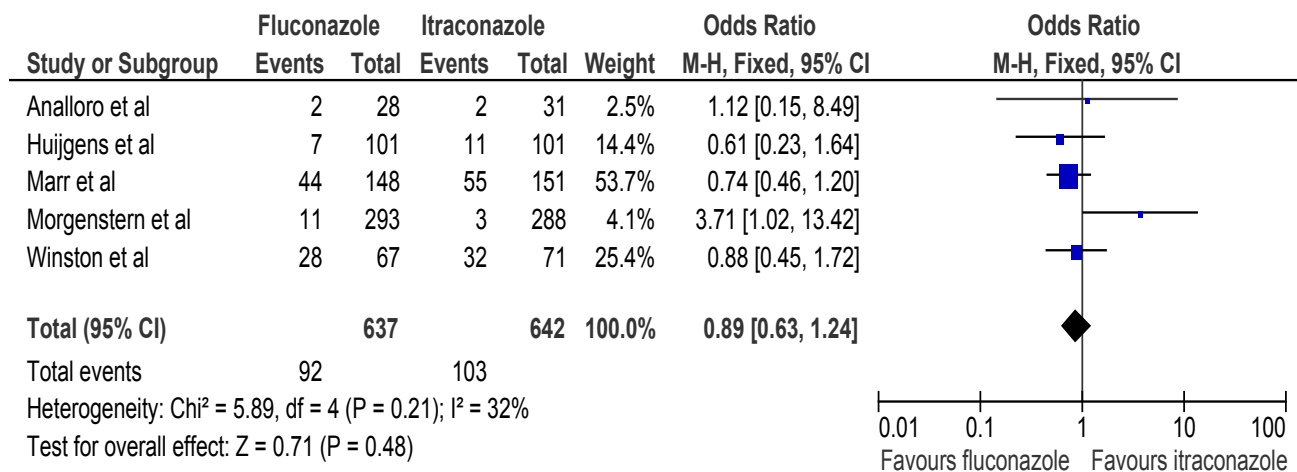 Fluconazole Itraconazole Odds Ratio Odds Ratio
Study or Subgroup Events Total Events Total Weight M-H, Fixed, 95% CI M-H, Fixed, 95% CI
Analloro et al 2 28 2 31 2.5% 1.12 [0.15, 8.49]
Huijgens et al 7 101 11 101 14.4% 0.61 [0.23, 1.64]
Marr et al 44 148 55 151 53.7% 0.74 [0.46, 1.20]
Morgenstern et al 11 293 3 288 4.1% 3.71 [1.02, 13.42]
Winston et al 28 67 32 71 25.4% 0.88 [0.45, 1.72]
Total (95% CI) 637 642 100.0% 0.89 [0.63, 1.24]
Total events 92 103
Heterogeneity: Chi² = 5.89, df = 4 (P = 0.21); I² = 32%
Test for overall effect: Z = 0.71 (P = 0.48)
0.01 0.1 1 10 100
Favours fluconazole Favours itraconazole